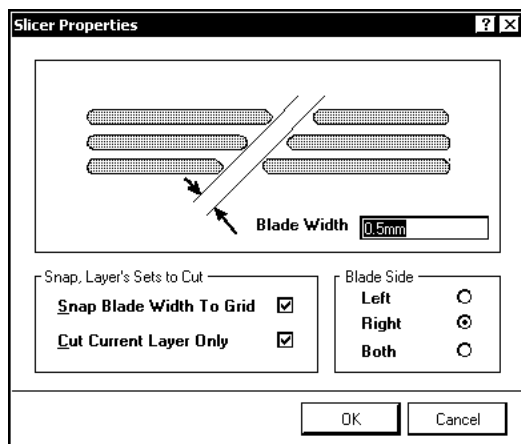 Slicer Properties
Blade Width 0.5mm
Snap, Layer's Sets to Cut
Snap Blade Width To Grid
Cut Current Layer Only
Blade Side
Left
Right
Both
OK Cancel